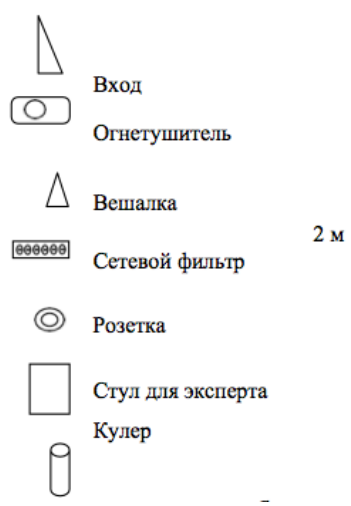 Вход
Огнетушитель
Вешалка
2 м
Сетевой фильтр
Розетка
Стул для эксперта
Кулер